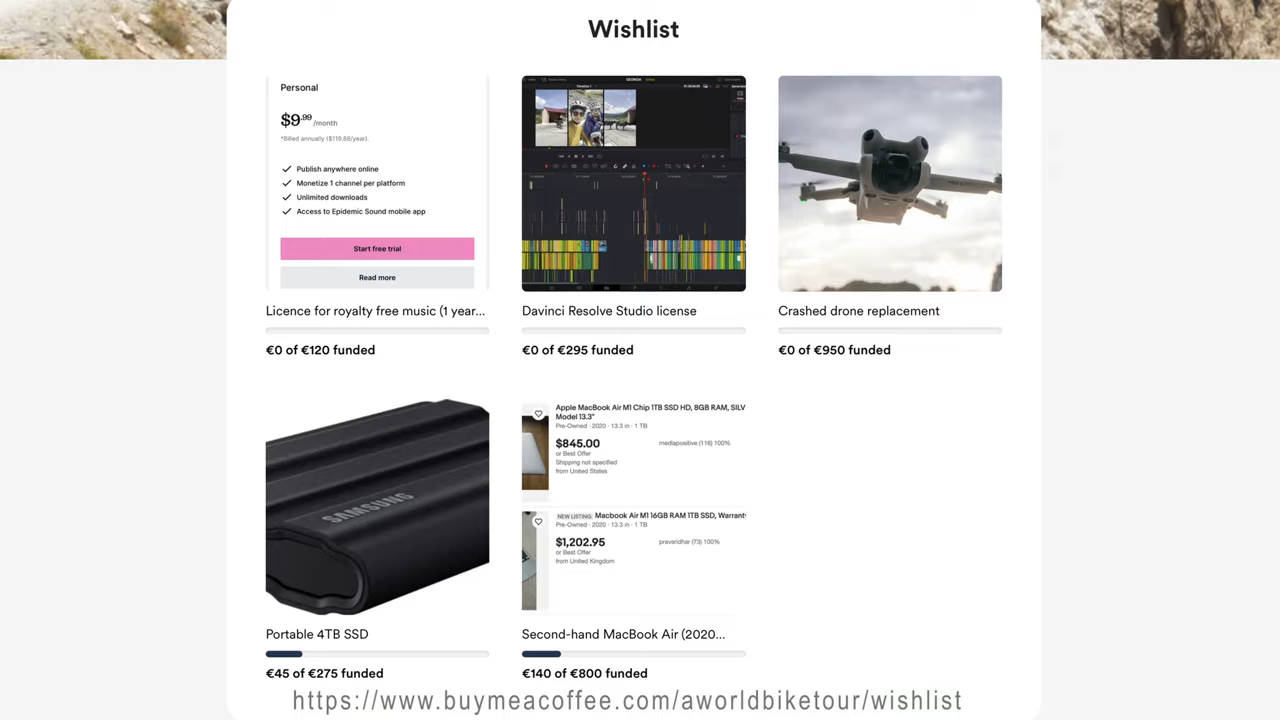 Wishlist
Personal
$9.99 /month
*Billed annually ($119.88/year).
Publish anywhere online
Monetize 1 channel per platform
Unlimited downloads
Access to Epidemic Sound mobile app
Start free trial
Read more
Licence for royalty free music (1 year...
€0 of €120 funded
GEORGIA
Timeline 1
Davinci Resolve Studio license
€0 of €295 funded
Crashed drone replacement
€0 of €950 funded
SAMSUNG
Portable 4TB SSD
€45 of €275 funded
Apple MacBook Air M1 Chip 1TB SSD HD, 8GB RAM, SILV
Model 13.3"
Pre-Owned · 2020 · 13.3 in · 1 TB
$845.00
mediapositive (116) 100%
or Best Offer
Shipping not specified
from United States
NEW LISTING Macbook Air M1 16GB RAM 1TB SSD, Warrant
Pre-Owned · 2020 · 13.3 in · 1 TB
$1,202.95
praveridhar (73) 100%
or Best Offer
from United Kingdom
Second-hand MacBook Air (2020...
€140 of €800 funded
https://www.buymeacoffee.com/aworldbiketour/wishlist